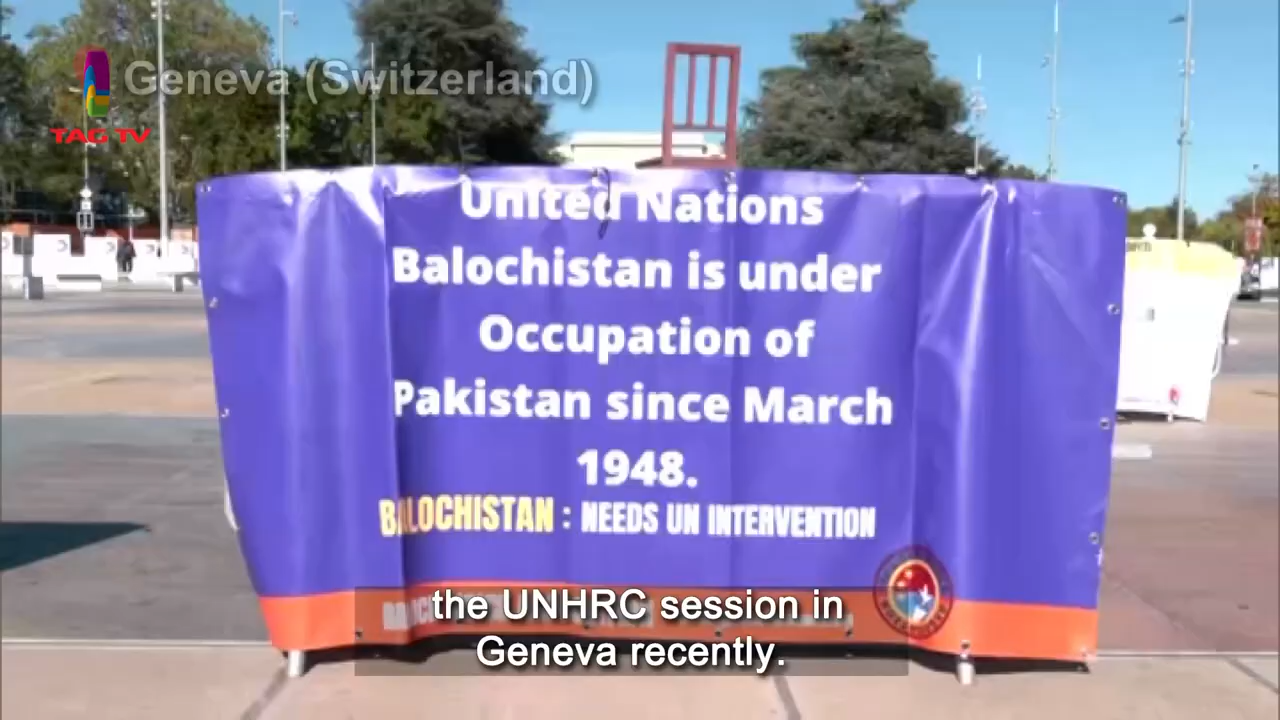 Geneva (Switzerland)
TAG TV
United Nations
Balochistan is under
Occupation of
Pakistan since March
1948.
BALOCHISTAN : NEEDS UN INTERVENTION
the UNHRC session in
Geneva recently.